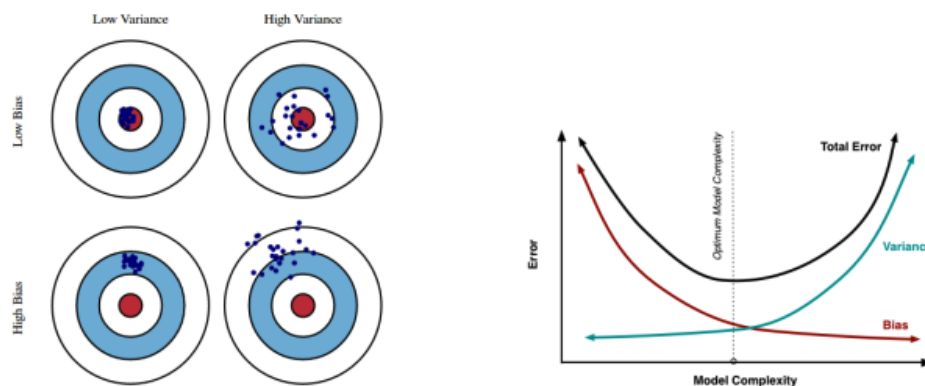 Low Variance
High Variance
Low Bias
High Bias
Error
Total Error
Optimum Model Complexity
Varianc
Bias
Model Complexity